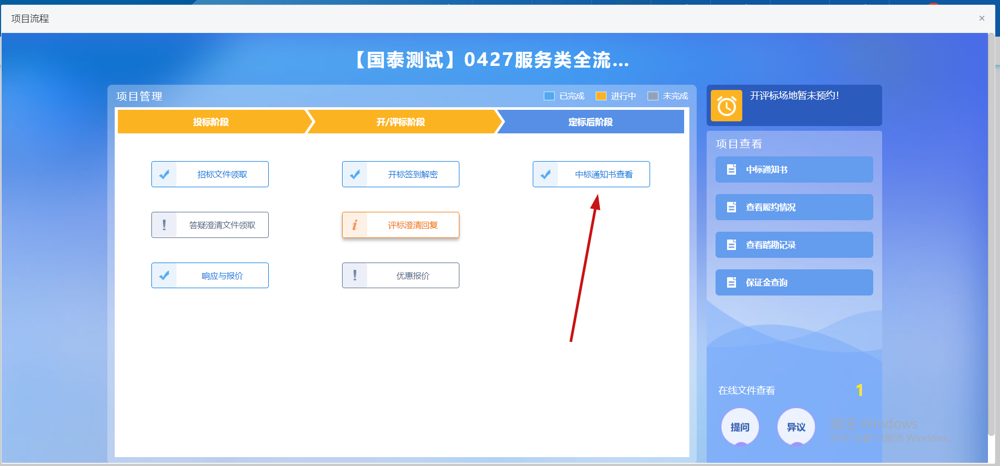 项目流程
×
【国泰测试】0427服务类全流...
项目管理
已完成 进行中 未完成
投标阶段 开/评标阶段 定标后阶段
招标文件领取 开标签到解密 中标通知书查看
答疑澄清文件领取 评标澄清回复
响应与报价 优惠报价
开评标场地暂未预约!
项目查看
中标通知书
查看履约情况
查看踏勘记录
保证金查询
在线文件查看 1
提问 异议
激活 Windows
转到"设置"以激活 Windows。